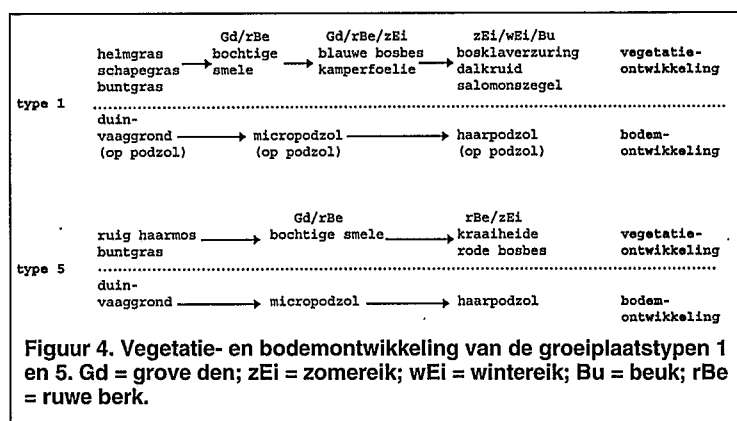 Gd/rBe Gd/rBe/zEi zEi/wEi/Bu
helmgras bochtige blauwe bosbes bosklaverzuring vegetatie-
schapegras smele kamperfoelie dalkruid ontwikkeling
buntgras salomonszegel
type 1
duin-
vaaggrond micropodzol haarpodzol bodem-
(op podzol) (op podzol) (op podzol) ontwikkeling
Gd/rBe rBe/zEi
ruig haarmos bochtige smele kraaiheide vegetatie-
buntgras rode bosbes ontwikkeling
type 5
duin-
vaaggrond micropodzol haarpodzol bodem-
ontwikkeling
Figuur 4. Vegetatie- en bodemontwikkeling van de groeiplaatstypen 1
en 5. Gd = grove den; zEi = zomereik; wEi = wintereik; Bu = beuk; rBe
= ruwe berk.